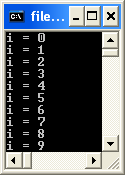 file...
i = 0
i = 1
i = 2
i = 3
i = 4
i = 5
i = 6
i = 7
i = 8
i = 9